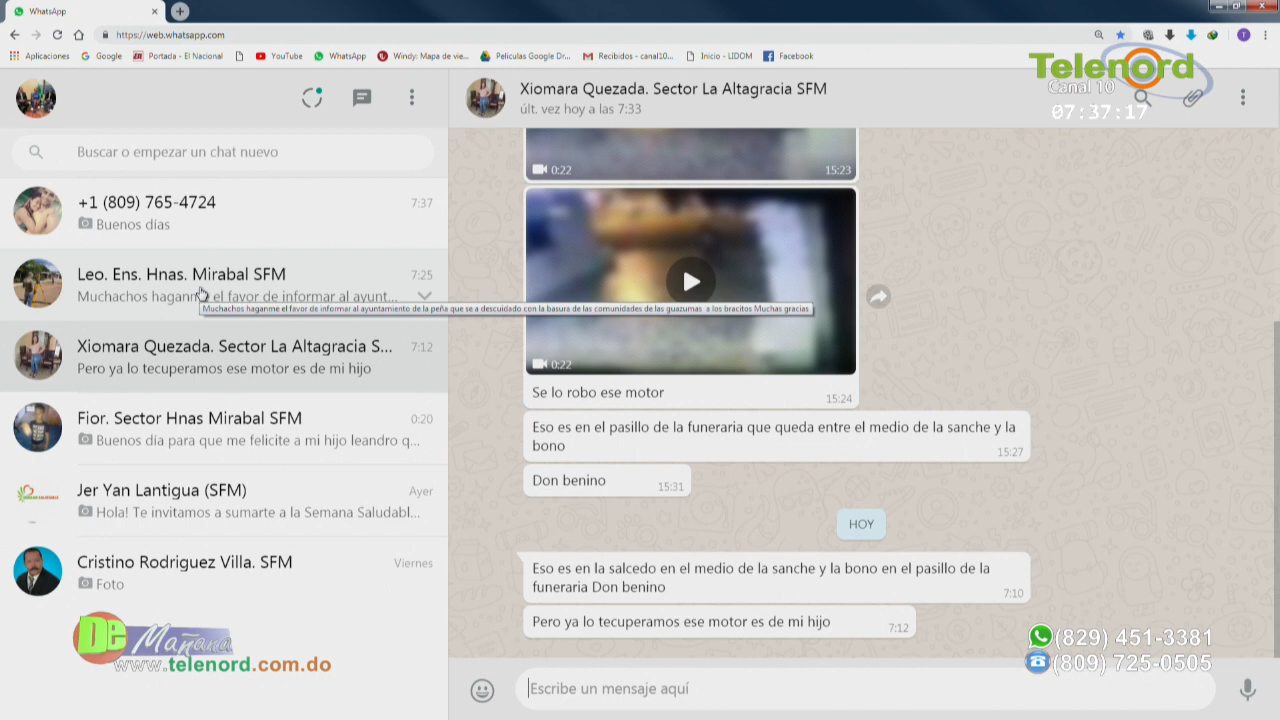 WhatsApp
https://web.whatsapp.com
Aplicaciones
Google
Portada - El Nacional
YouTube
WhatsApp
Windy: Mapa de vie...
Peliculas Google Dr...
Recibidos - canal10...
Inicio - LIDOM
Facebook
Telenord
Canal 10
07:37:17
Xiomara Quezada. Sector La Altagracia SFM
últ. vez hoy a las 7:33
Buscar o empezar un chat nuevo
+1 (809) 765-4724
7:37
Buenos días
Leo. Ens. Hnas. Mirabal SFM
7:25
Muchachos haganme el favor de informar al ayunt...
Muchachos haganme el favor de informar al ayuntamiento de la peña que se a descuidado con la basura de las comunidades de las guazumas a los bracitos Muchas gracias
Xiomara Quezada. Sector La Altagracia S...
7:12
Pero ya lo tecuperamos ese motor es de mi hijo
Fior. Sector Hnas Mirabal SFM
0:20
Buenos día para que me felicite a mi hijo leandro q...
Jer Yan Lantigua (SFM)
Ayer
Hola! Te invitamos a sumarte a la Semana Saludabl...
Cristino Rodriguez Villa. SFM
Viernes
Foto
De Mañana
www.telenord.com.do
0:22
15:23
0:22
Se lo robo ese motor
15:24
Eso es en el pasillo de la funeraria que queda entre el medio de la sanche y la
bono
15:27
Don benino
15:31
HOY
Eso es en la salcedo en el medio de la sanche y la bono en el pasillo de la
funeraria Don benino
7:10
Pero ya lo tecuperamos ese motor es de mi hijo
7:12
(829) 451-3381
(809) 725-0505
Escribe un mensaje aquí